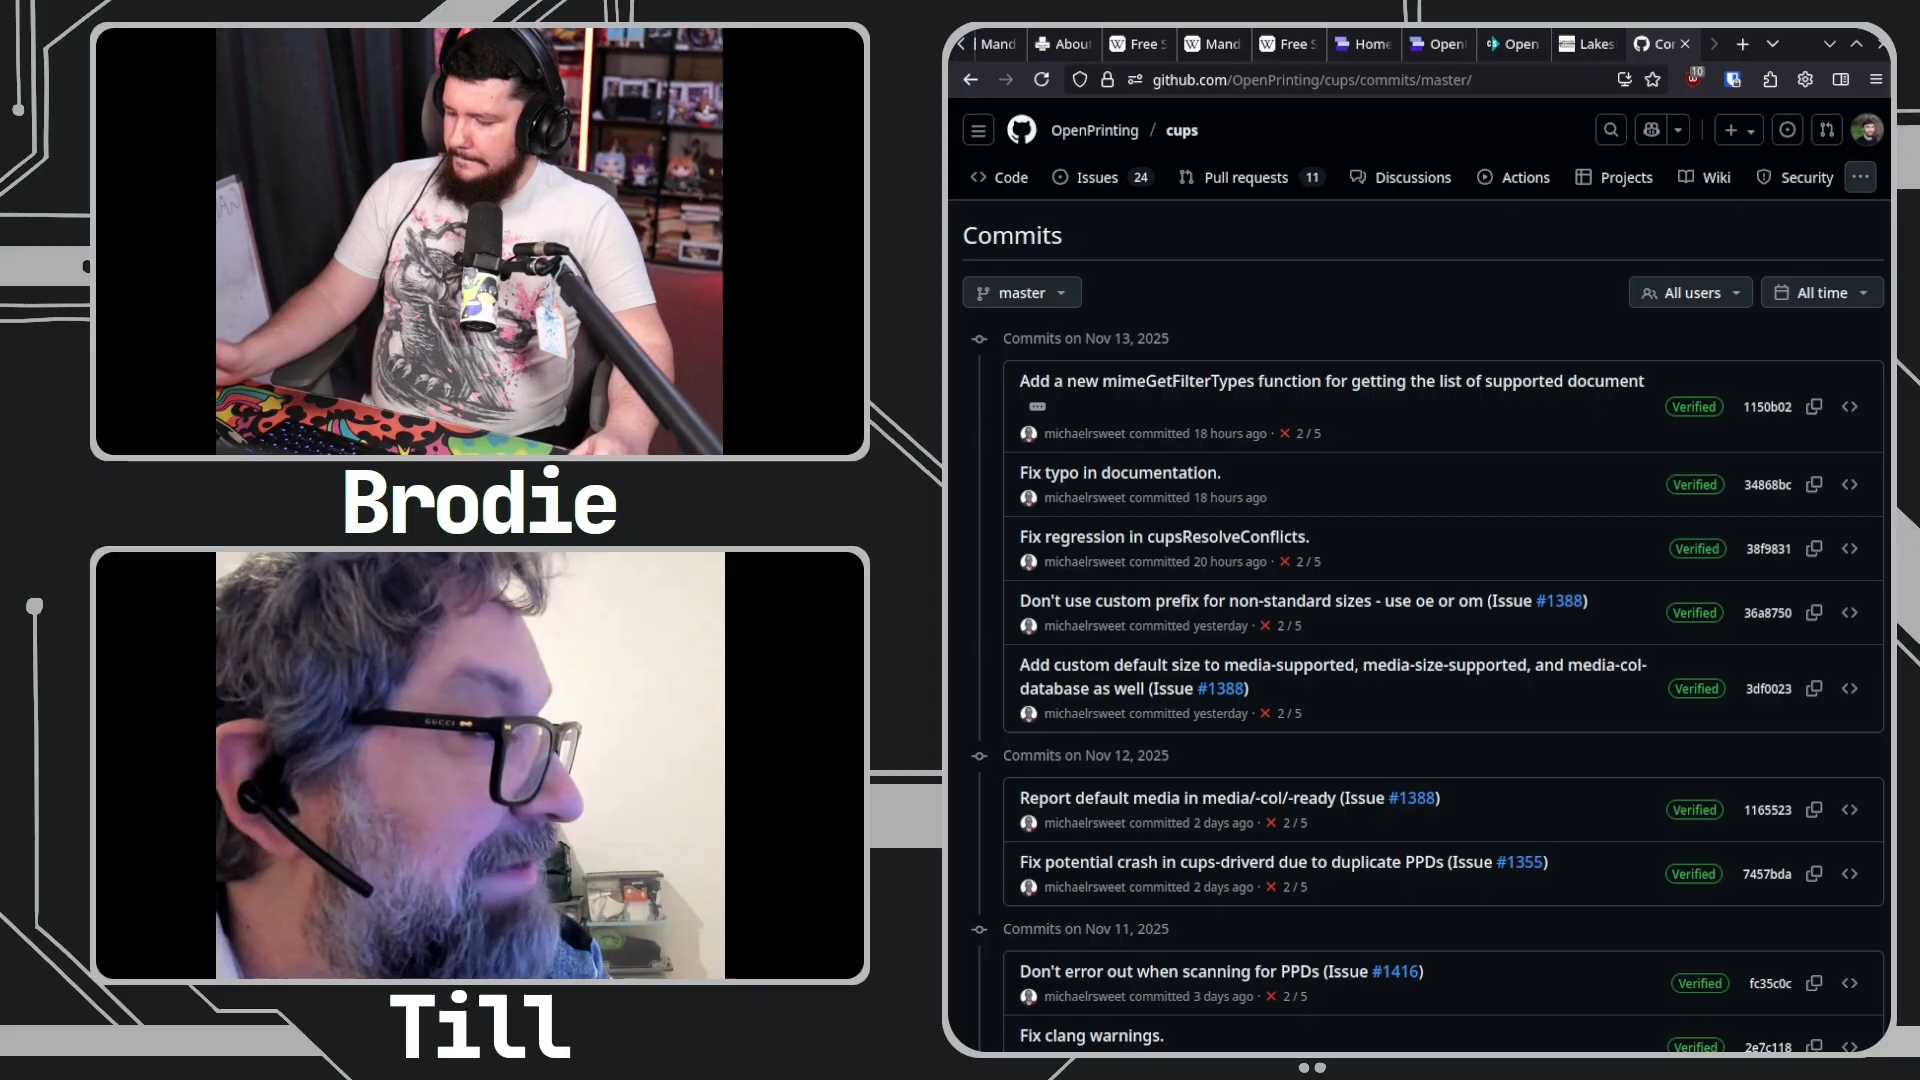 Brodie
Till
Mand
About
Free S
Mand
Free S
Home
Open
Open
Lakes
Cor
github.com/OpenPrinting/cups/commits/master/
10
OpenPrinting / cups
Code
Issues 24
Pull requests 11
Discussions
Actions
Projects
Wiki
Security
Commits
master
All users
All time
Commits on Nov 13, 2025
Add a new mimeGetFilterTypes function for getting the list of supported document
michaelrsweet committed 18 hours ago · 2 / 5
Verified
1150b02
Fix typo in documentation.
michaelrsweet committed 18 hours ago
Verified
34868bc
Fix regression in cupsResolveConflicts.
michaelrsweet committed 20 hours ago · 2 / 5
Verified
38f9831
Don't use custom prefix for non-standard sizes - use oe or om (Issue #1388)
michaelrsweet committed yesterday · 2 / 5
Verified
36a8750
Add custom default size to media-supported, media-size-supported, and media-col-
database as well (Issue #1388)
michaelrsweet committed yesterday · 2 / 5
Verified
3df0023
Commits on Nov 12, 2025
Report default media in media/-col/-ready (Issue #1388)
michaelrsweet committed 2 days ago · 2 / 5
Verified
1165523
Fix potential crash in cups-driverd due to duplicate PPDs (Issue #1355)
michaelrsweet committed 2 days ago · 2 / 5
Verified
7457bda
Commits on Nov 11, 2025
Don't error out when scanning for PPDs (Issue #1416)
michaelrsweet committed 3 days ago · 2 / 5
Verified
fc35c0c
Fix clang warnings.
Verified
2e7c118
GUCCI